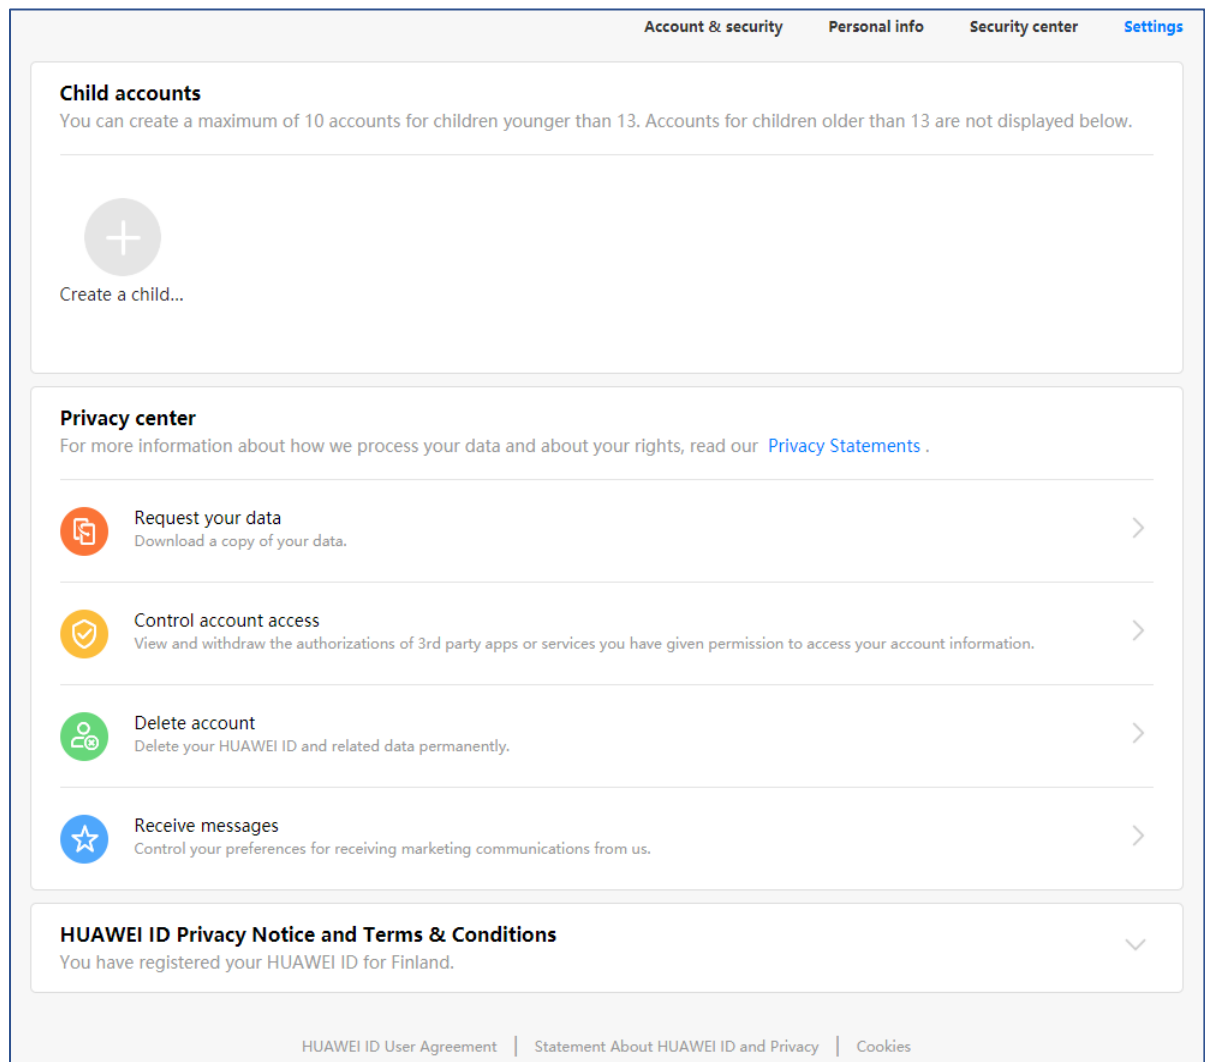 Account & security Personal info Security center Settings
Child accounts
You can create a maximum of 10 accounts for children younger than 13. Accounts for children older than 13 are not displayed below.
Create a child...
Privacy center
For more information about how we process your data and about your rights, read our Privacy Statements .
Request your data
Download a copy of your data.
Control account access
View and withdraw the authorizations of 3rd party apps or services you have given permission to access your account information.
Delete account
Delete your HUAWEI ID and related data permanently.
Receive messages
Control your preferences for receiving marketing communications from us.
HUAWEI ID Privacy Notice and Terms & Conditions
You have registered your HUAWEI ID for Finland.
HUAWEI ID User Agreement | Statement About HUAWEI ID and Privacy | Cookies